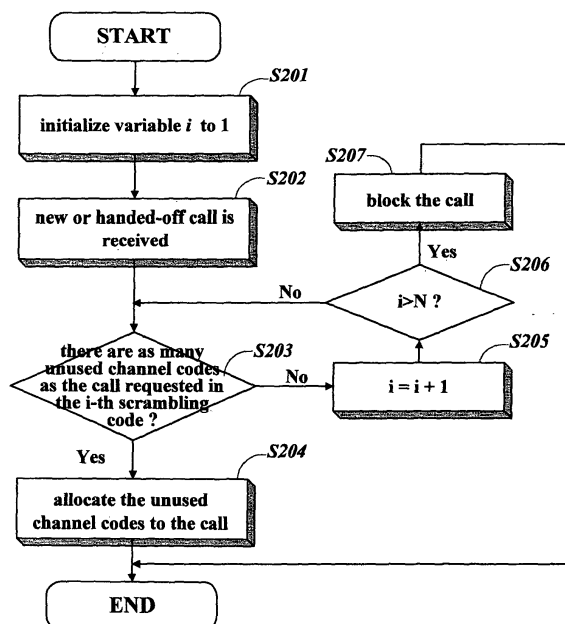 START
S201
initialize variable i to 1
S207
S202
block the call
new or handed-off call is
received
Yes
S206
No
i>N ?
there are as many
unused channel codes
as the call requested in
the i-th scrambling
code ?
S203
S205
No
i = i + 1
Yes
S204
allocate the unused
channel codes to the call
END